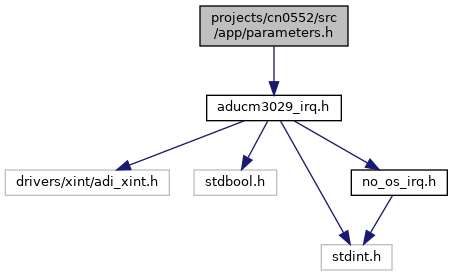 projects/cn0552/src
/app/parameters.h
aducm3029_irq.h
drivers/xint/adi_xint.h
stdbool.h
no_os_irq.h
stdint.h